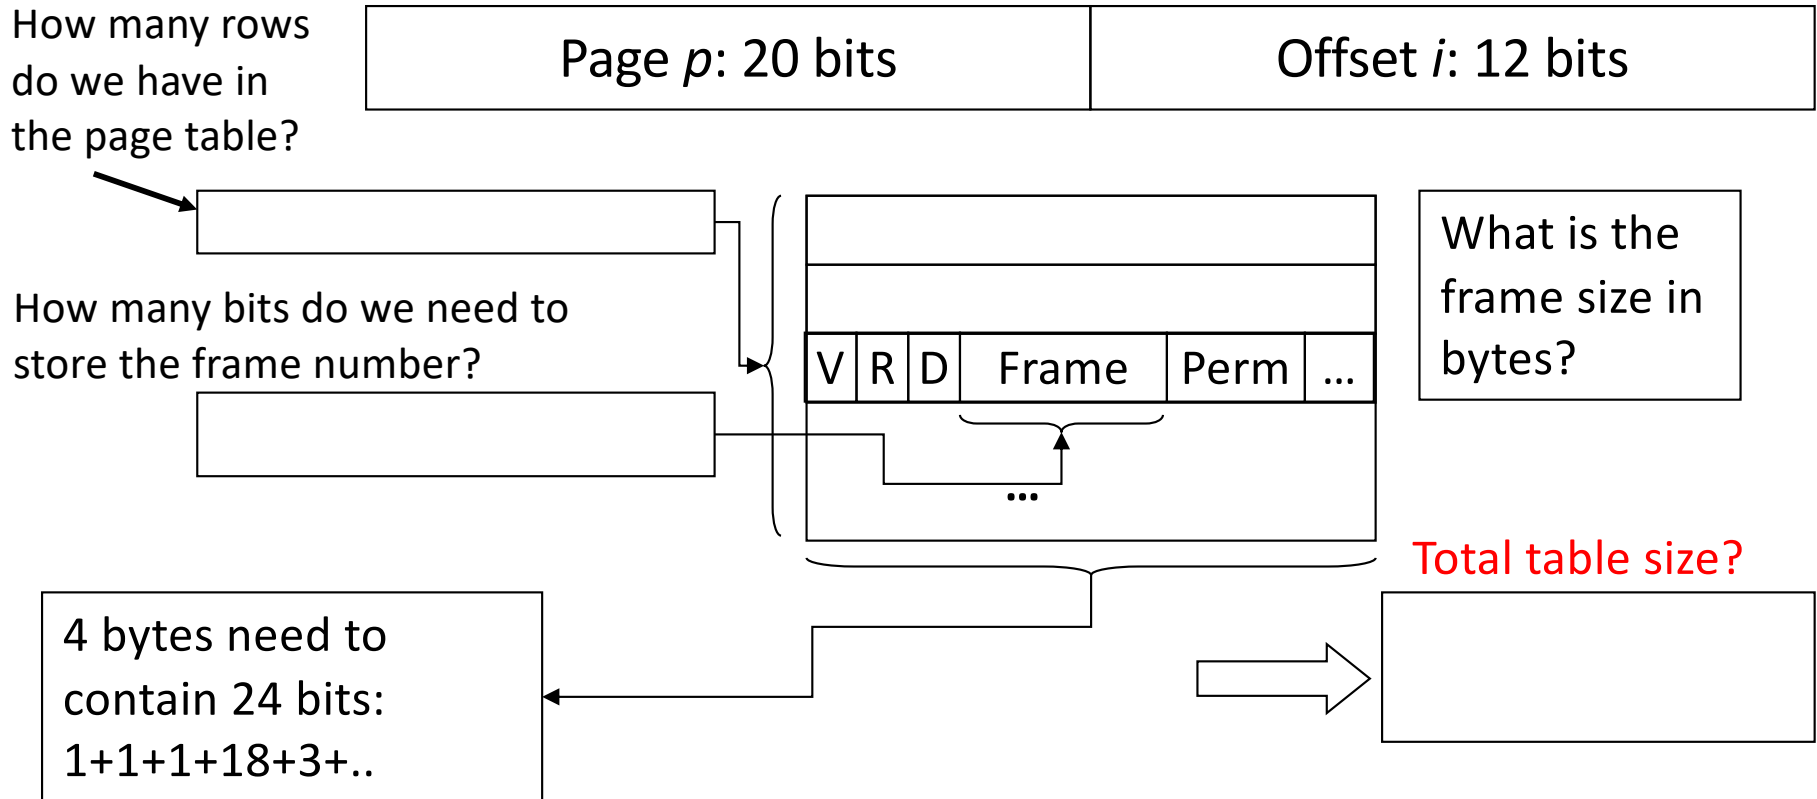 How many rows
do we have in
the page table?
Page p: 20 bits
Offset i: 12 bits
How many bits do we need to
store the frame number?
V R D Frame Perm ...
...
What is the
frame size in
bytes?
Total table size?
4 bytes need to
contain 24 bits:
1+1+1+18+3+..